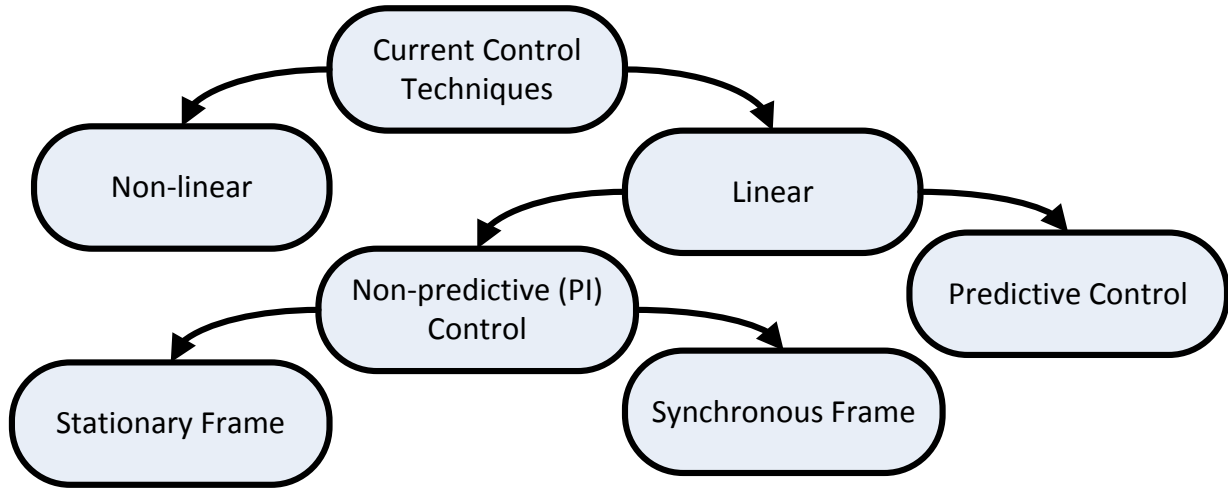 Current Control
Techniques
Non-linear
Linear
Non-predictive (PI)
Control
Predictive Control
Stationary Frame
Synchronous Frame